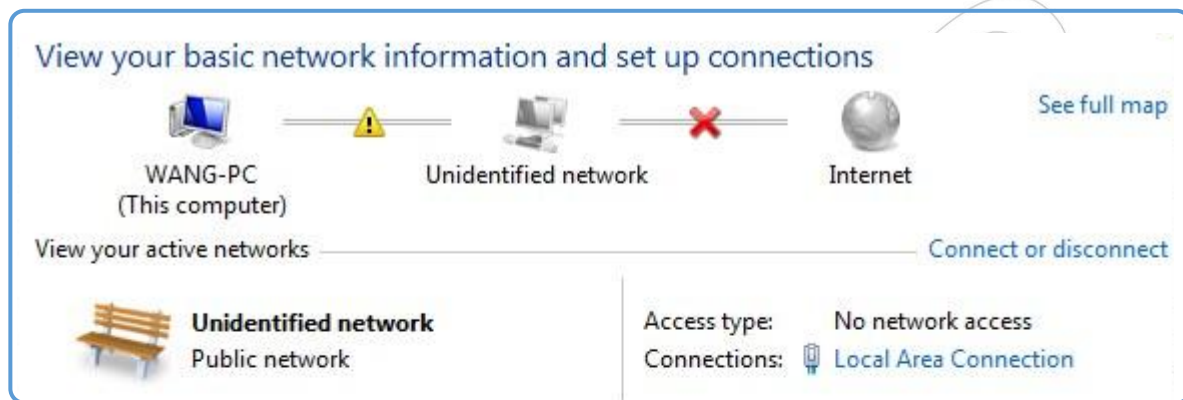 View your basic network information and set up connections
See full map
WANG-PC
(This computer)
Unidentified network
Internet
View your active networks
Connect or disconnect
Unidentified network
Public network
Access type: No network access
Connections: Local Area Connection